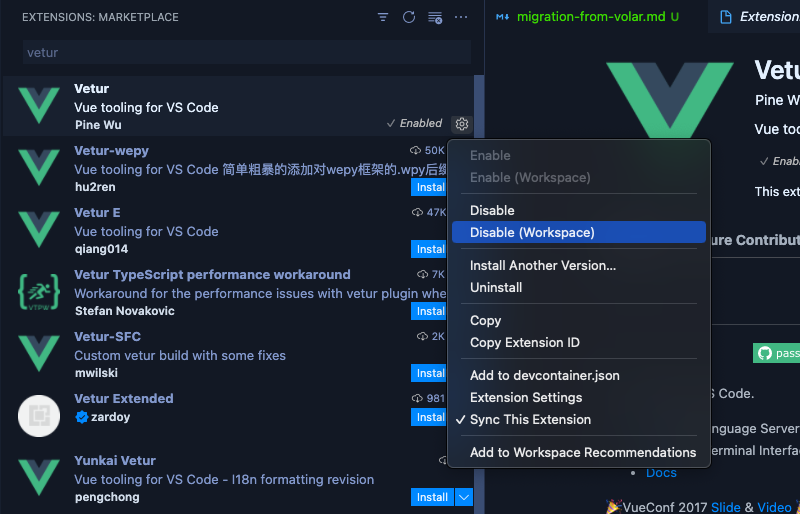 EXTENSIONS: MARKETPLACE
vetur
Vetur
Vue tooling for VS Code
Pine Wu
✓ Enabled
Vetur-wepy
50K
Vue tooling for VS Code 简单粗暴的添加对wepy框架的.wpy后缀
hu2ren
Install
Vetur E
47K
Vue tooling for VS Code
qiang014
Install
Vetur TypeScript performance workaround
7K
Workaround for the performance issues with vetur plugin whe
Stefan Novakovic
Install
VTPW
Vetur-SFC
2K
Custom vetur build with some fixes
mwilski
Install
Vetur Extended
981
zardoy
Install
Yunkai Vetur
Vue tooling for VS Code - I18n formatting revision
pengchong
Install
Enable
Enable (Workspace)
Disable
Disable (Workspace)
Install Another Version...
Uninstall
Copy
Copy Extension ID
Add to devcontainer.json
Extension Settings
✓ Sync This Extension
Add to Workspace Recommendations
M↓ migration-from-volar.md U
Extension:
Vetu
Pine W
Vue too
✓ Enab
This ext
ure Contribut
pass
S Code.
nguage Server
erminal Interfac
• Docs
🎉VueConf 2017 Slide & Video